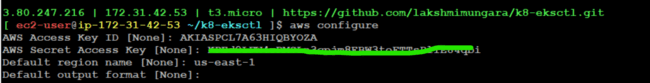 3.80.247.216 | 172.31.42.53 | t3.micro | https://github.com/lakshmimungara/k8-eksctl.git
[ ec2-user@ip-172-31-42-53 ~/k8-eksctl ]$ aws configure
AWS Access Key ID [None]: AKIASPCL7A63HIQBYOZA
AWS Secret Access Key [None]:
Default region name [None]: us-east-1
Default output format [None]: